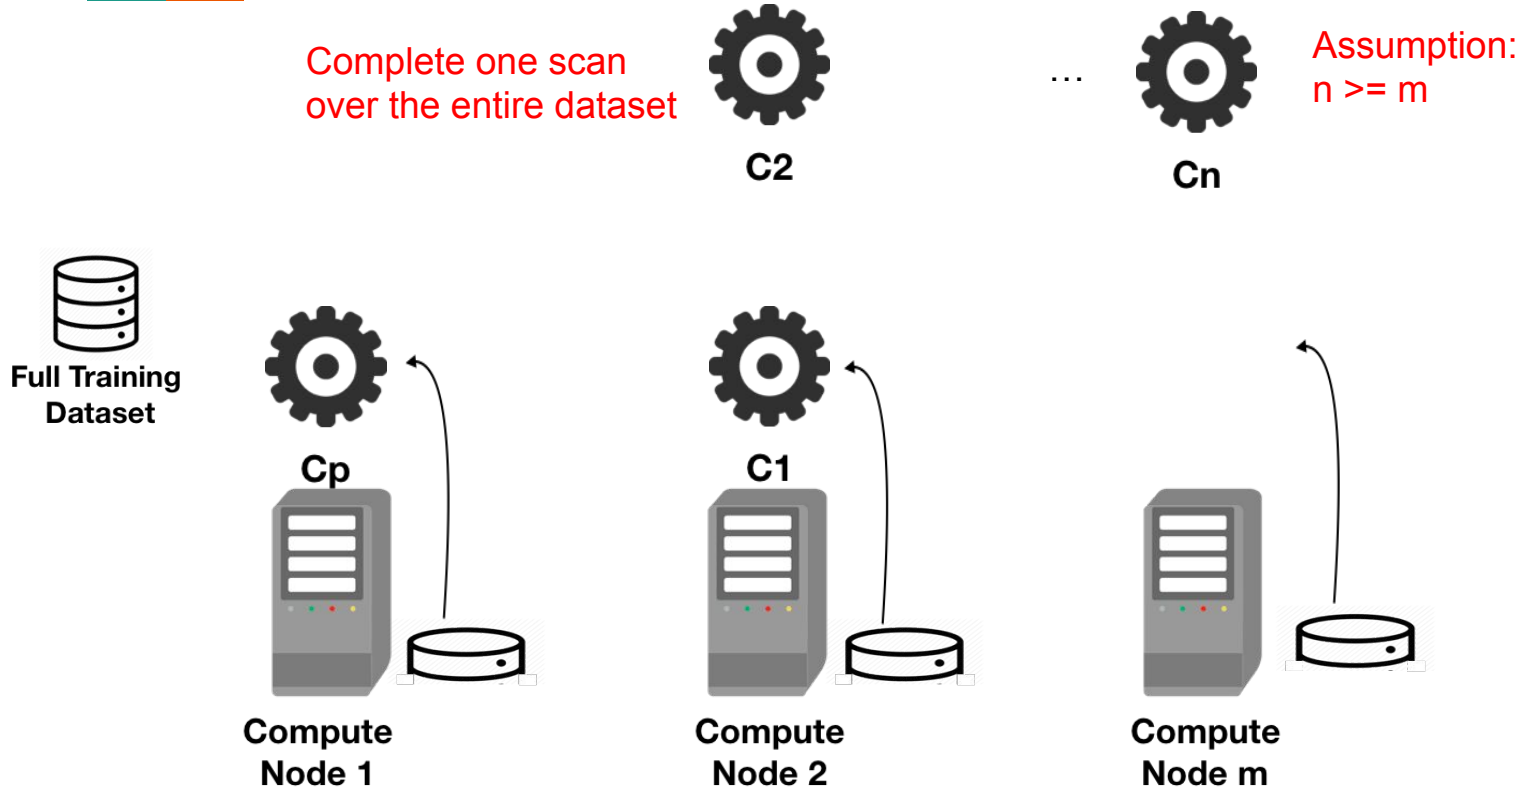 Complete one scan
over the entire dataset
...
Assumption:
n >= m
C2
Cn
Full Training
Dataset
Cp
C1
Compute
Node 1
Compute
Node 2
Compute
Node m